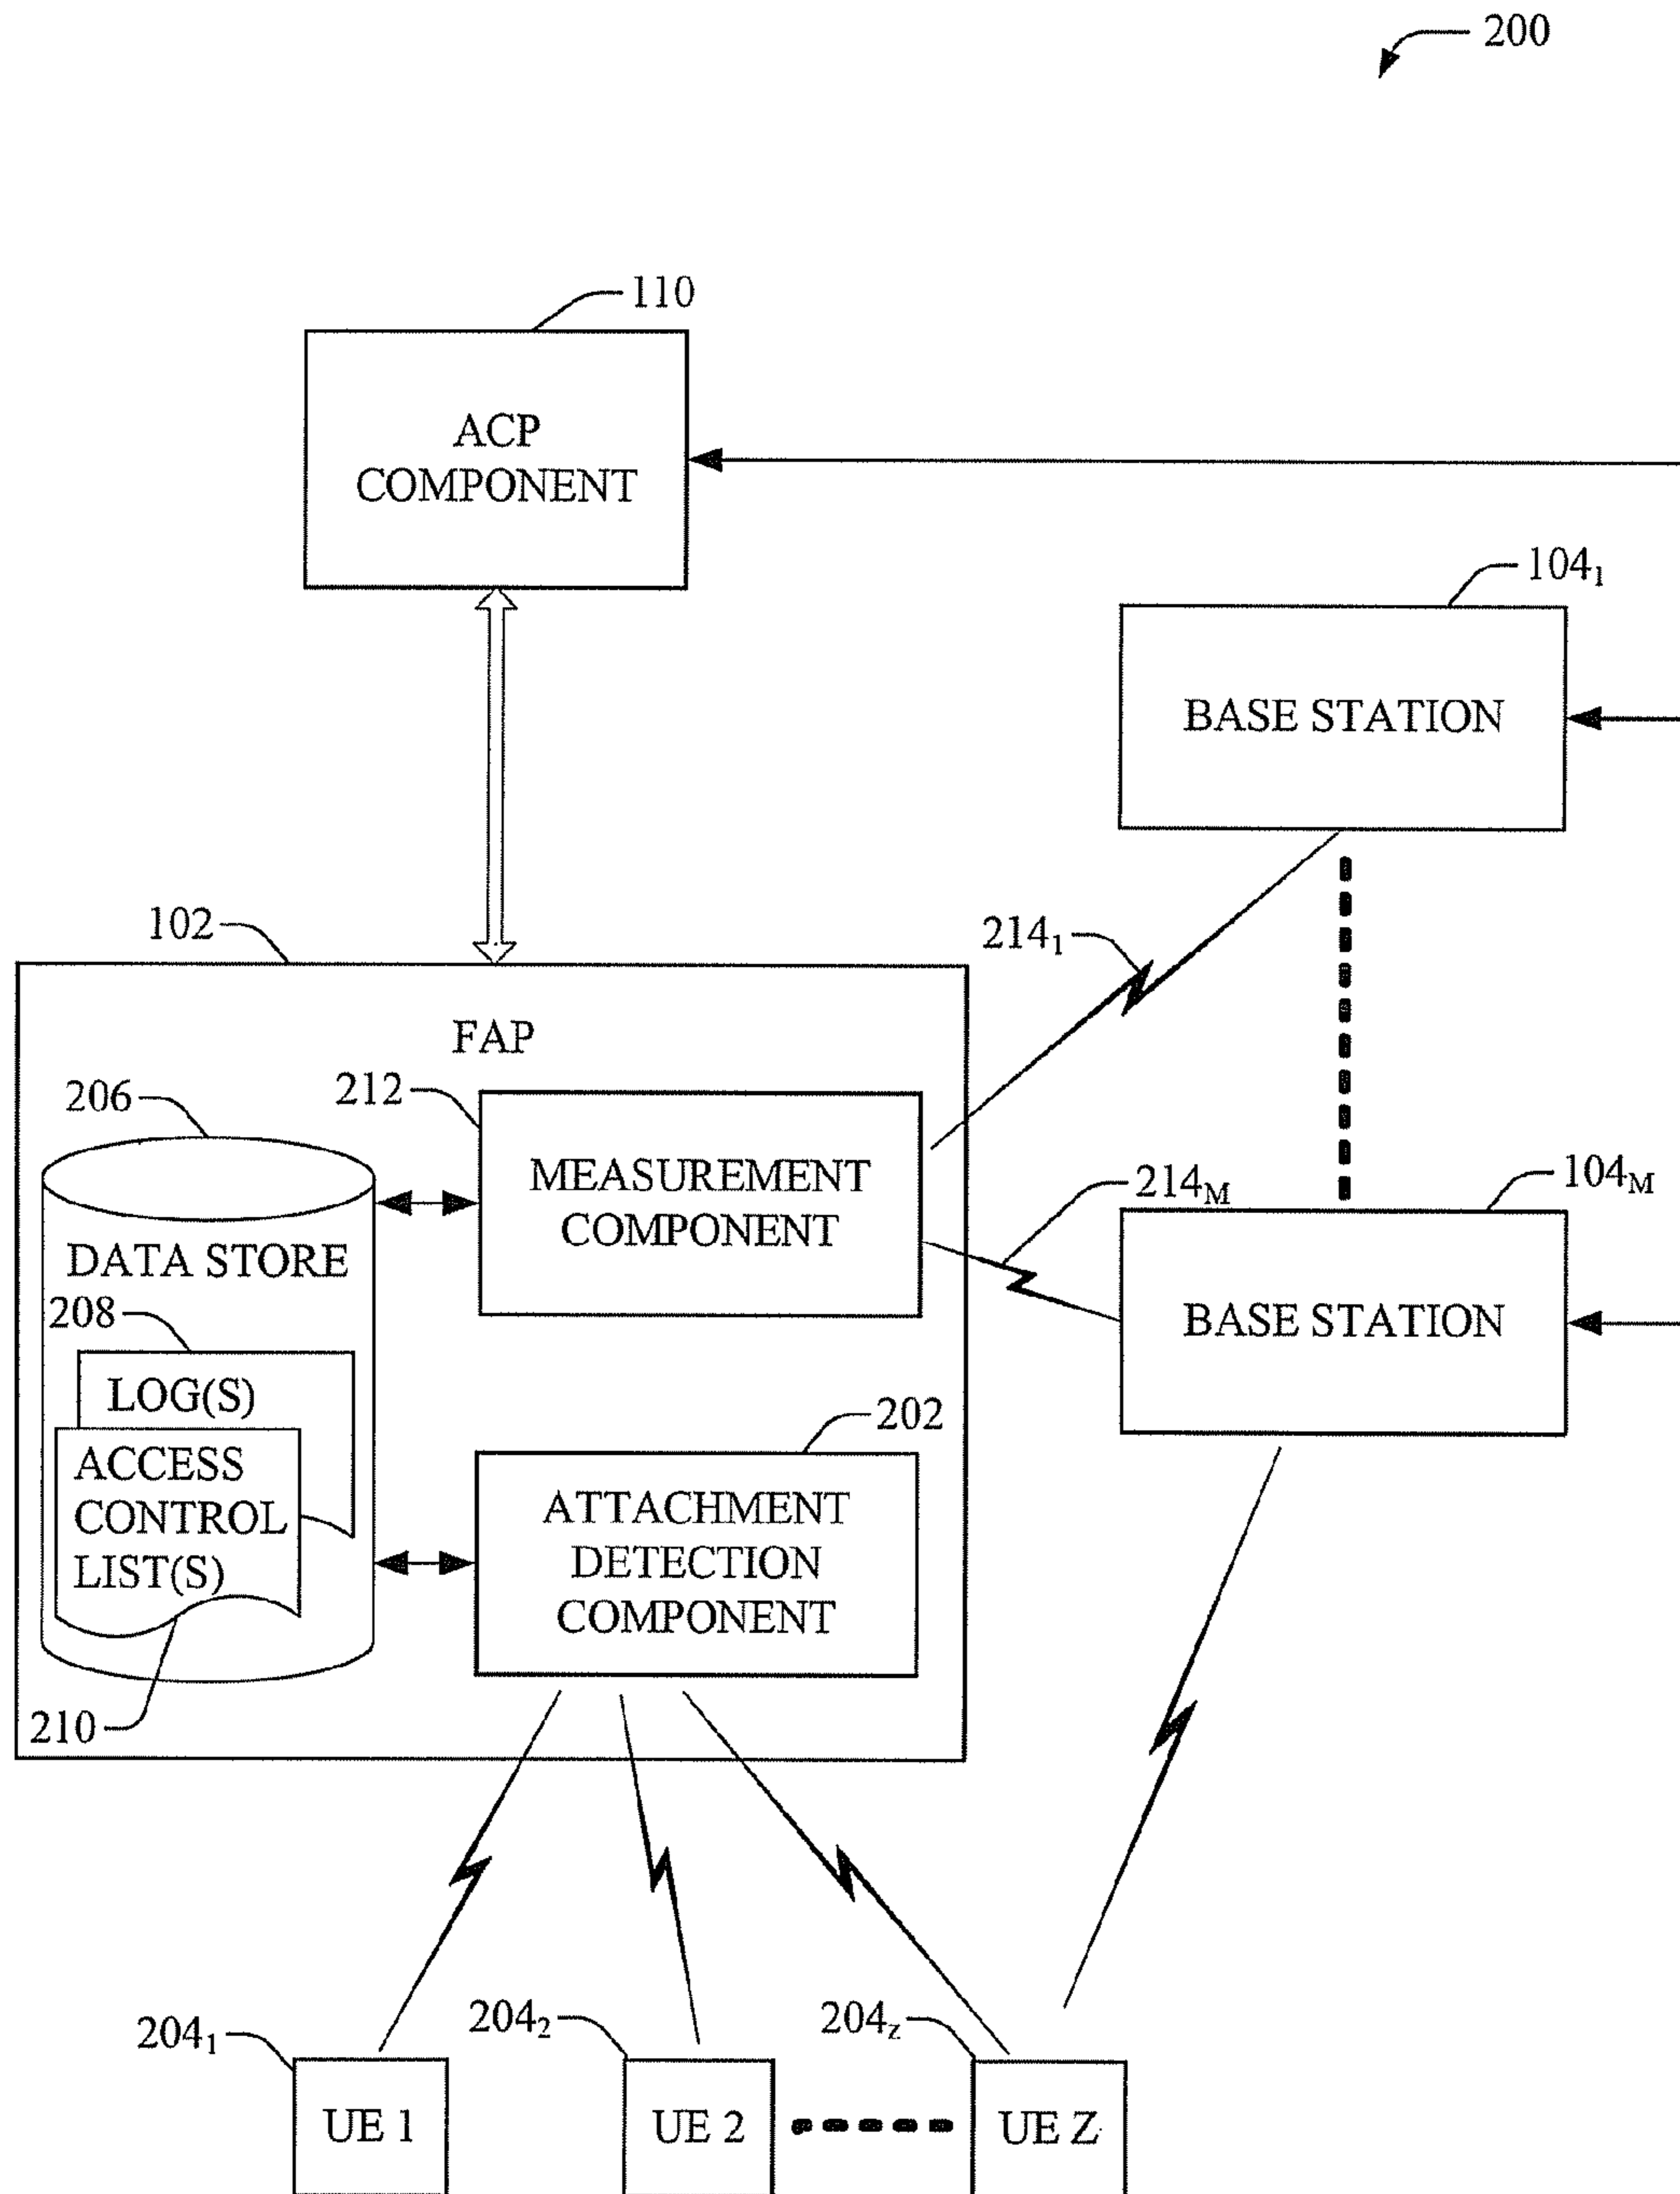 200
110
ACP
COMPONENT
104₁
BASE STATION
102
214₁
FAP
206
212
MEASUREMENT
COMPONENT
214M
104M
DATA STORE
BASE STATION
208
LOG(S)
202
ACCESS
CONTROL
LIST(S)
ATTACHMENT
DETECTION
COMPONENT
210
204₁
204₂
204z
UE 1
UE 2
UE Z